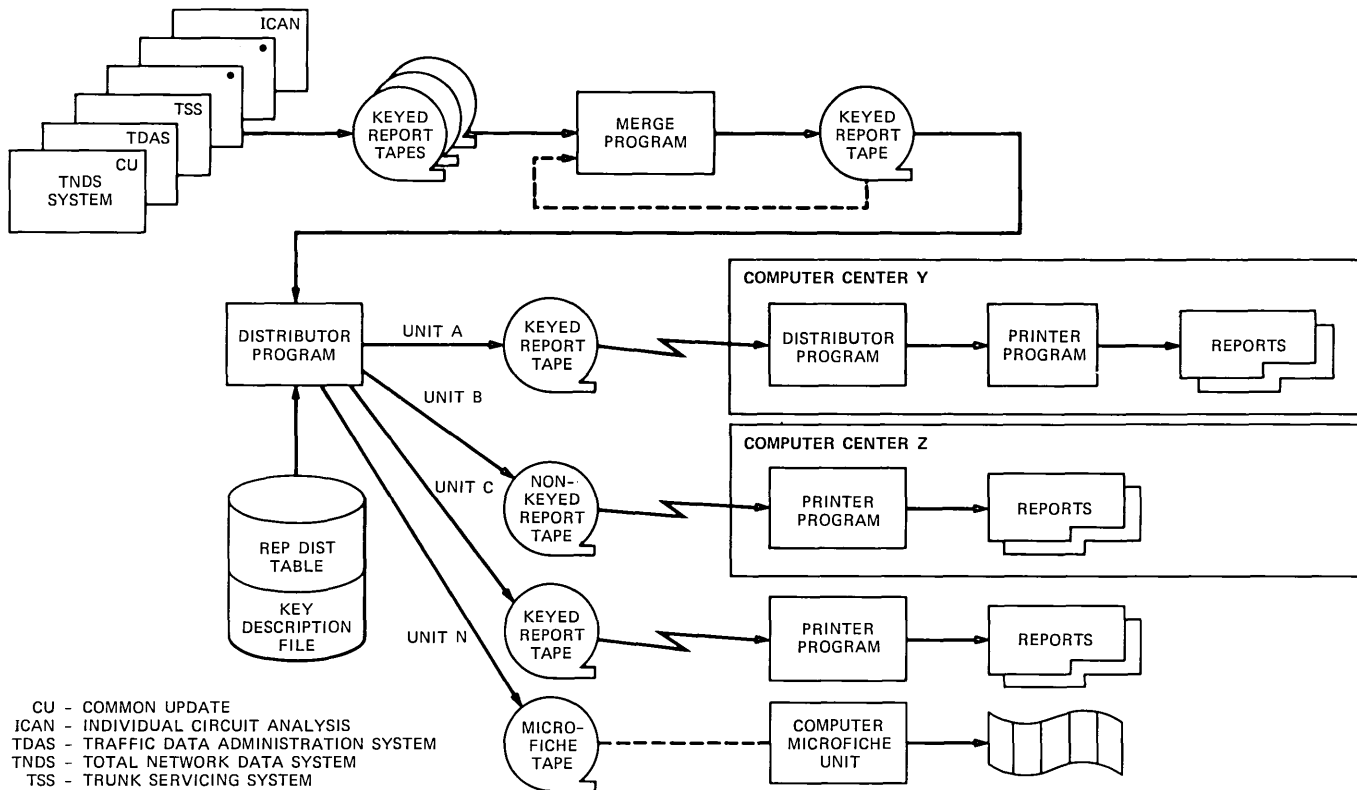 ICAN
TSS
TDAS
CU
TNDS
SYSTEM
KEYED
REPORT
TAPES
MERGE
PROGRAM
KEYED
REPORT
TAPE
DISTRIBUTOR
PROGRAM
UNIT A
KEYED
REPORT
TAPE
COMPUTER CENTER Y
DISTRIBUTOR
PROGRAM
PRINTER
PROGRAM
REPORTS
UNIT B
NON-
KEYED
REPORT
TAPE
COMPUTER CENTER Z
PRINTER
PROGRAM
REPORTS
UNIT C
KEYED
REPORT
TAPE
PRINTER
PROGRAM
REPORTS
UNIT N
MICRO-
FICHE
TAPE
COMPUTER
MICROFICHE
UNIT
REP DIST
TABLE
KEY
DESCRIPTION
FILE
CU - COMMON UPDATE
ICAN - INDIVIDUAL CIRCUIT ANALYSIS
TDAS - TRAFFIC DATA ADMINISTRATION SYSTEM
TNDS - TOTAL NETWORK DATA SYSTEM
TSS - TRUNK SERVICING SYSTEM